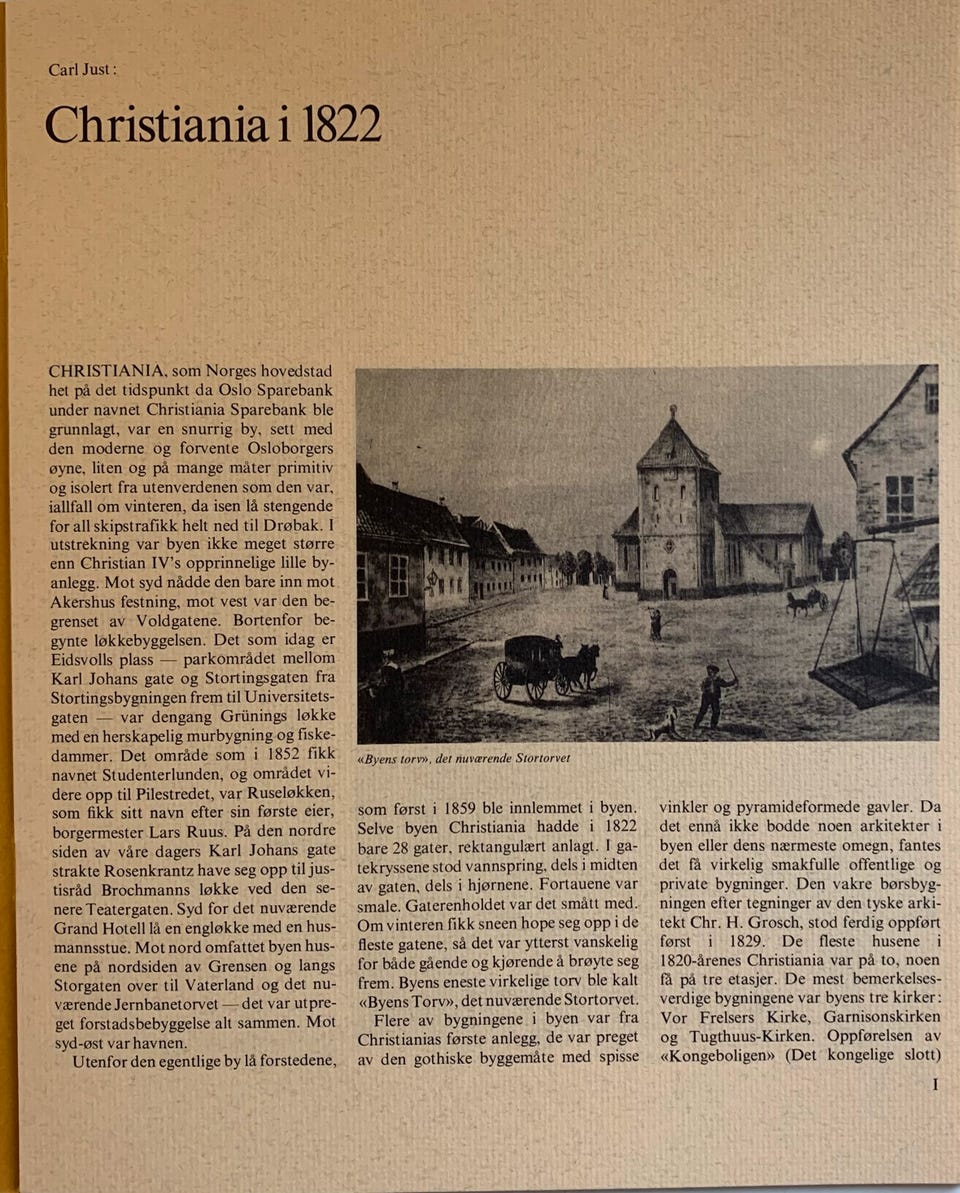 Carl Just:
Christiania i 1822
CHRISTIANIA, som Norges hovedstad
het på det tidspunkt da Oslo Sparebank
under navnet Christiania Sparebank ble
grunnlagt, var en snurrig by, sett med
den moderne og forvente Osloborgers
øyne, liten og på mange måter primitiv
og isolert fra utenverdenen som den var,
iallfall om vinteren, da isen lå stengende
for all skipstrafikk helt ned til Drøbak. I
utstrekning var byen ikke meget større
enn Christian IV's opprinnelige lille by-
anlegg. Mot syd nådde den bare inn mot
Akershus festning, mot vest var den be-
grenset av Voldgatene. Bortenfor be-
gynte løkkebyggelsen. Det som idag er
Eidsvolls plass — parkområdet mellom
Karl Johans gate og Stortingsgaten fra
Stortingsbygningen frem til Universitets-
gaten — var dengang Grünings løkke
med en herskapelig murbygning og fiske-
dammer. Det område som i 1852 fikk
navnet Studenterlunden, og området vi-
dere opp til Pilestredet, var Ruseløkken,
som fikk sitt navn efter sin første eier,
borgermester Lars Ruus. På den nordre
siden av våre dagers Karl Johans gate
strakte Rosenkrantz have seg opp til jus-
tisråd Brochmanns løkke ved den se-
nere Teatergaten. Syd for det nuværende
Grand Hotell lå en engløkke med en hus-
mannsstue. Mot nord omfattet byen hus-
ene på nordsiden av Grensen og langs
Storgaten over til Vaterland og det nu-
værende Jernbanetorvet — det var utpre-
get forstadsbebyggelse alt sammen. Mot
syd-øst var havnen.
Utenfor den egentlige by lå forstedene,
«Byens torv», det nuværende Stortorvet
som først i 1859 ble innlemmet i byen.
Selve byen Christiania hadde i 1822
bare 28 gater, rektangulært anlagt. I ga-
tekryssene stod vannspring, dels i midten
av gaten, dels i hjørnene. Fortauene var
smale. Gaterenholdet var det smått med.
Om vinteren fikk sneen hope seg opp i de
fleste gatene, så det var ytterst vanskelig
for både gående og kjørende å brøyte seg
frem. Byens eneste virkelige torv ble kalt
«Byens Torv», det nuværende Stortorvet.
Flere av bygningene i byen var fra
Christianias første anlegg, de var preget
av den gothiske byggemåte med spisse
vinkler og pyramideformede gavler. Da
det ennå ikke bodde noen arkitekter i
byen eller dens nærmeste omegn, fantes
det få virkelig smakfulle offentlige og
private bygninger. Den vakre børsbyg-
ningen efter tegninger av den tyske arki-
tekt Chr. H. Grosch, stod ferdig oppført
først i 1829. De fleste husene i
1820-årenes Christiania var på to, noen
få på tre etasjer. De mest bemerkelses-
verdige bygningene var byens tre kirker:
Vor Frelsers Kirke, Garnisonskirken
og Tugthuus-Kirken. Oppførelsen av
«Kongeboligen» (Det kongelige slott)
I